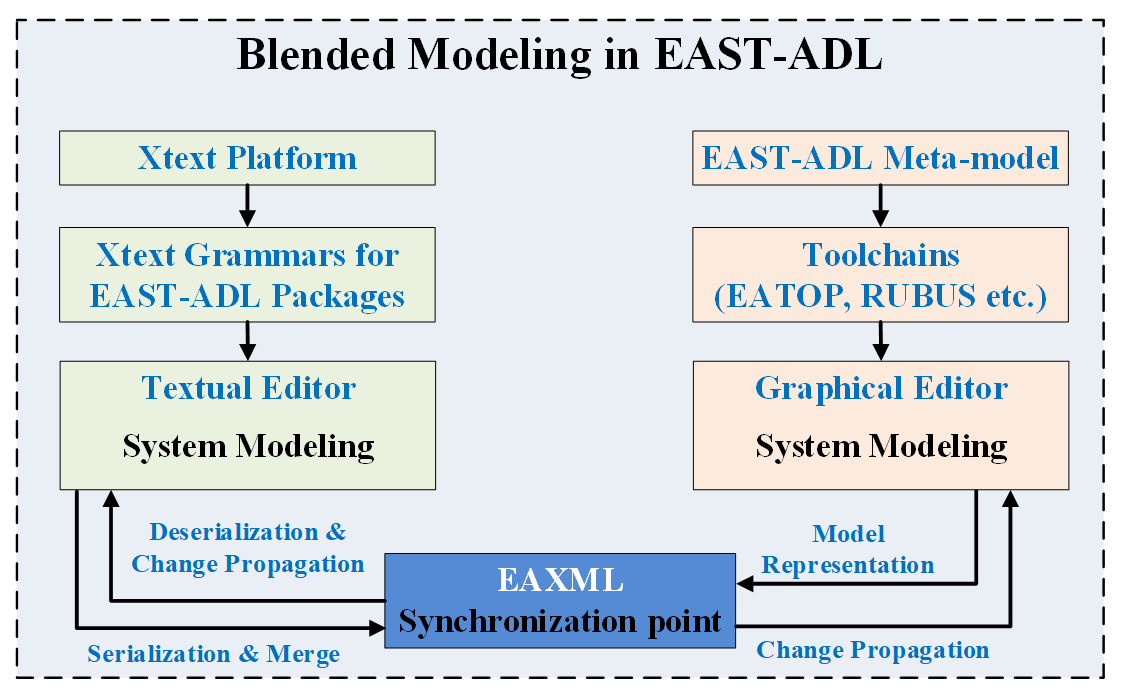 Blended Modeling in EAST-ADL
Xtext Platform
Xtext Grammars for
EAST-ADL Packages
Textual Editor
System Modeling
EAST-ADL Meta-model
Toolchains
(EATOP, RUBUS etc.)
Graphical Editor
System Modeling
Deserialization &
Change Propagation
Serialization & Merge
EAXML
Synchronization point
Model
Representation
Change Propagation